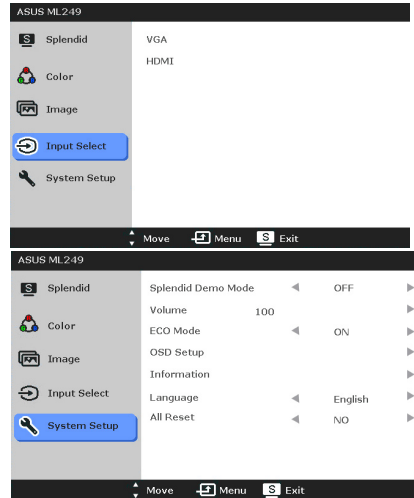 ASUS ML249
S Splendid
VGA
HDMI
Color
Image
Input Select
System Setup
Move Menu S Exit
ASUS ML249
S Splendid
Color
Image
Input Select
System Setup
Splendid Demo Mode OFF
Volume 100
ECO Mode ON
OSD Setup
Information
Language English
All Reset NO
Move Menu S Exit